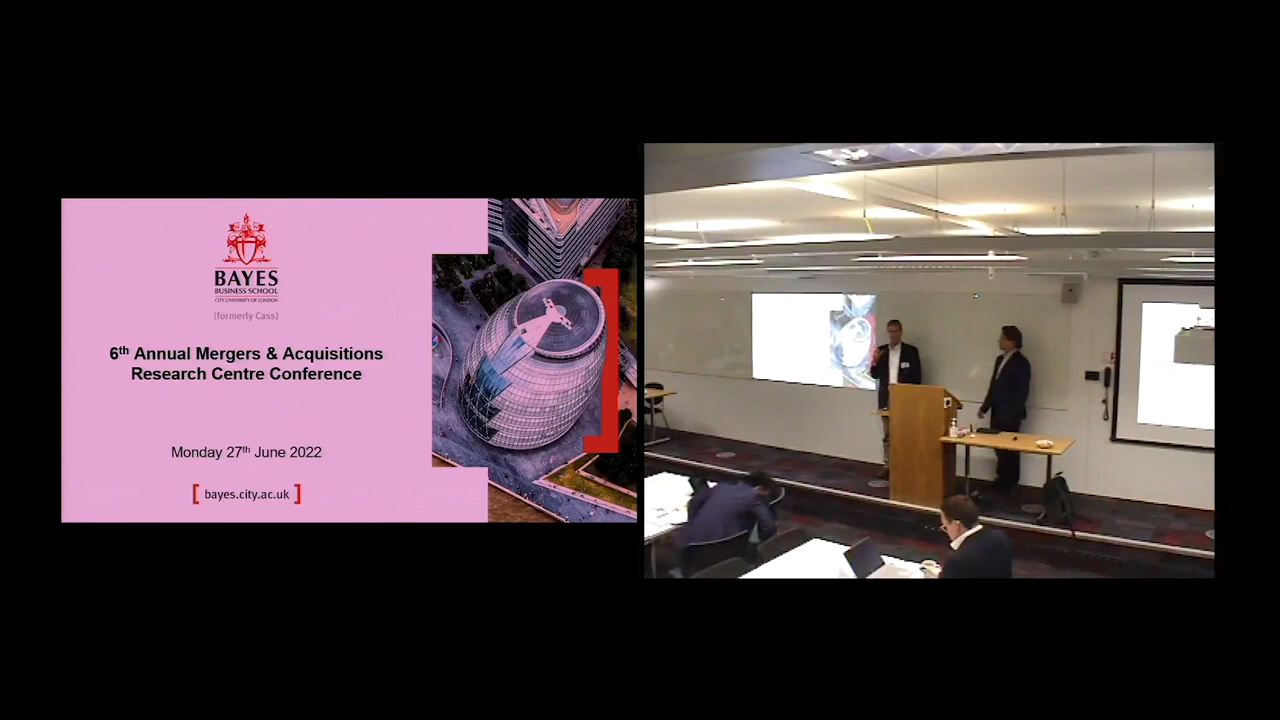 BAYES
BUSINESS SCHOOL
CITY, UNIVERSITY OF LONDON
(formerly Cass)
6th Annual Mergers & Acquisitions
Research Centre Conference
Monday 27th June 2022
[ bayes.city.ac.uk ]